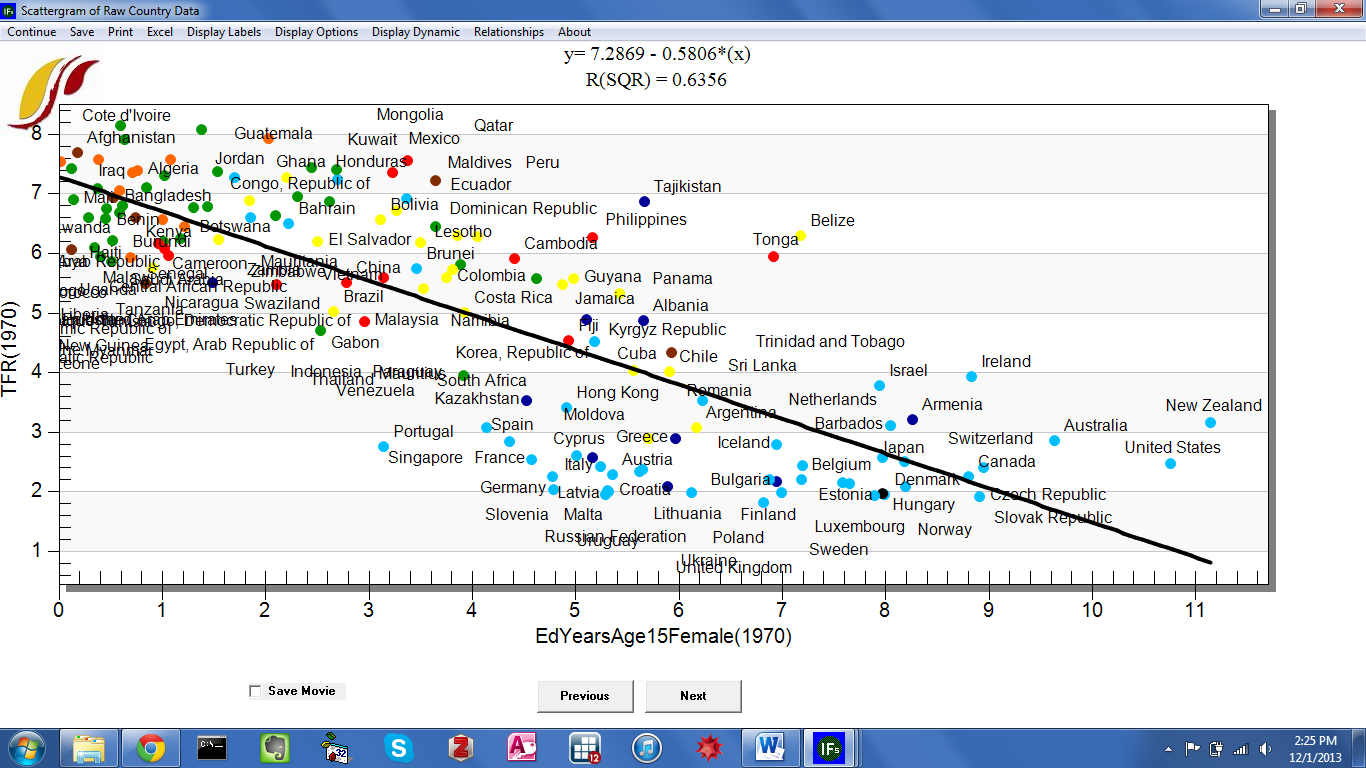 Scattergram of Raw Country Data
Continue Save Print Excel Display Labels Display Options Display Dynamic Relationships About
y= 7.2869 - 0.5806*(x)
R(SQR) = 0.6356
Cote d'Ivoire
Mongolia
Qatar
Afghanistan
Guatemala
Kuwait
Mexico
Iraq
Algeria
Jordan
Ghana
Honduras
Maldives
Peru
Congo, Republic of
Ecuador
Tajikistan
Mali
Bangladesh
Bahrain
Bolivia
Dominican Republic
Philippines
Belize
Benin
Kenya
Botswana
Burundi
El Salvador
Lesotho
Cambodia
Tonga
Haiti
Cameroon
Mauritania
China
Brunei
Senegal
Zimbabwe
Vietnam
Colombia
Guyana
Panama
Uganda
Central African Republic
Nicaragua
Swaziland
Brazil
Costa Rica
Jamaica
Albania
Tanzania
Liberia
Democratic Republic of
Malaysia
Namibia
Fiji
Kyrgyz Republic
New Guinea
Egypt, Arab Republic of
Gabon
Korea, Republic of
Cuba
Chile
Trinidad and Tobago
Turkey
Indonesia
Paraguay
Mauritius
Thailand
Venezuela
South Africa
Kazakhstan
Sri Lanka
Israel
Ireland
Hong Kong
Romania
Netherlands
Armenia
New Zealand
Moldova
Argentina
Barbados
Portugal
Spain
Cyprus
Greece
Iceland
Japan
Switzerland
Australia
Singapore
France
Italy
Austria
Belgium
Canada
United States
Germany
Latvia
Croatia
Bulgaria
Estonia
Denmark
Czech Republic
Slovenia
Malta
Lithuania
Finland
Hungary
Slovak Republic
Russian Federation
Uruguay
Poland
Luxembourg
Norway
Ukraine
Sweden
United Kingdom
8
7
6
5
4
3
2
1
TFR(1970)
0 1 2 3 4 5 6 7 8 9 10 11
EdYearsAge15Female(1970)
Save Movie
Previous Next
2:25 PM
12/1/2013